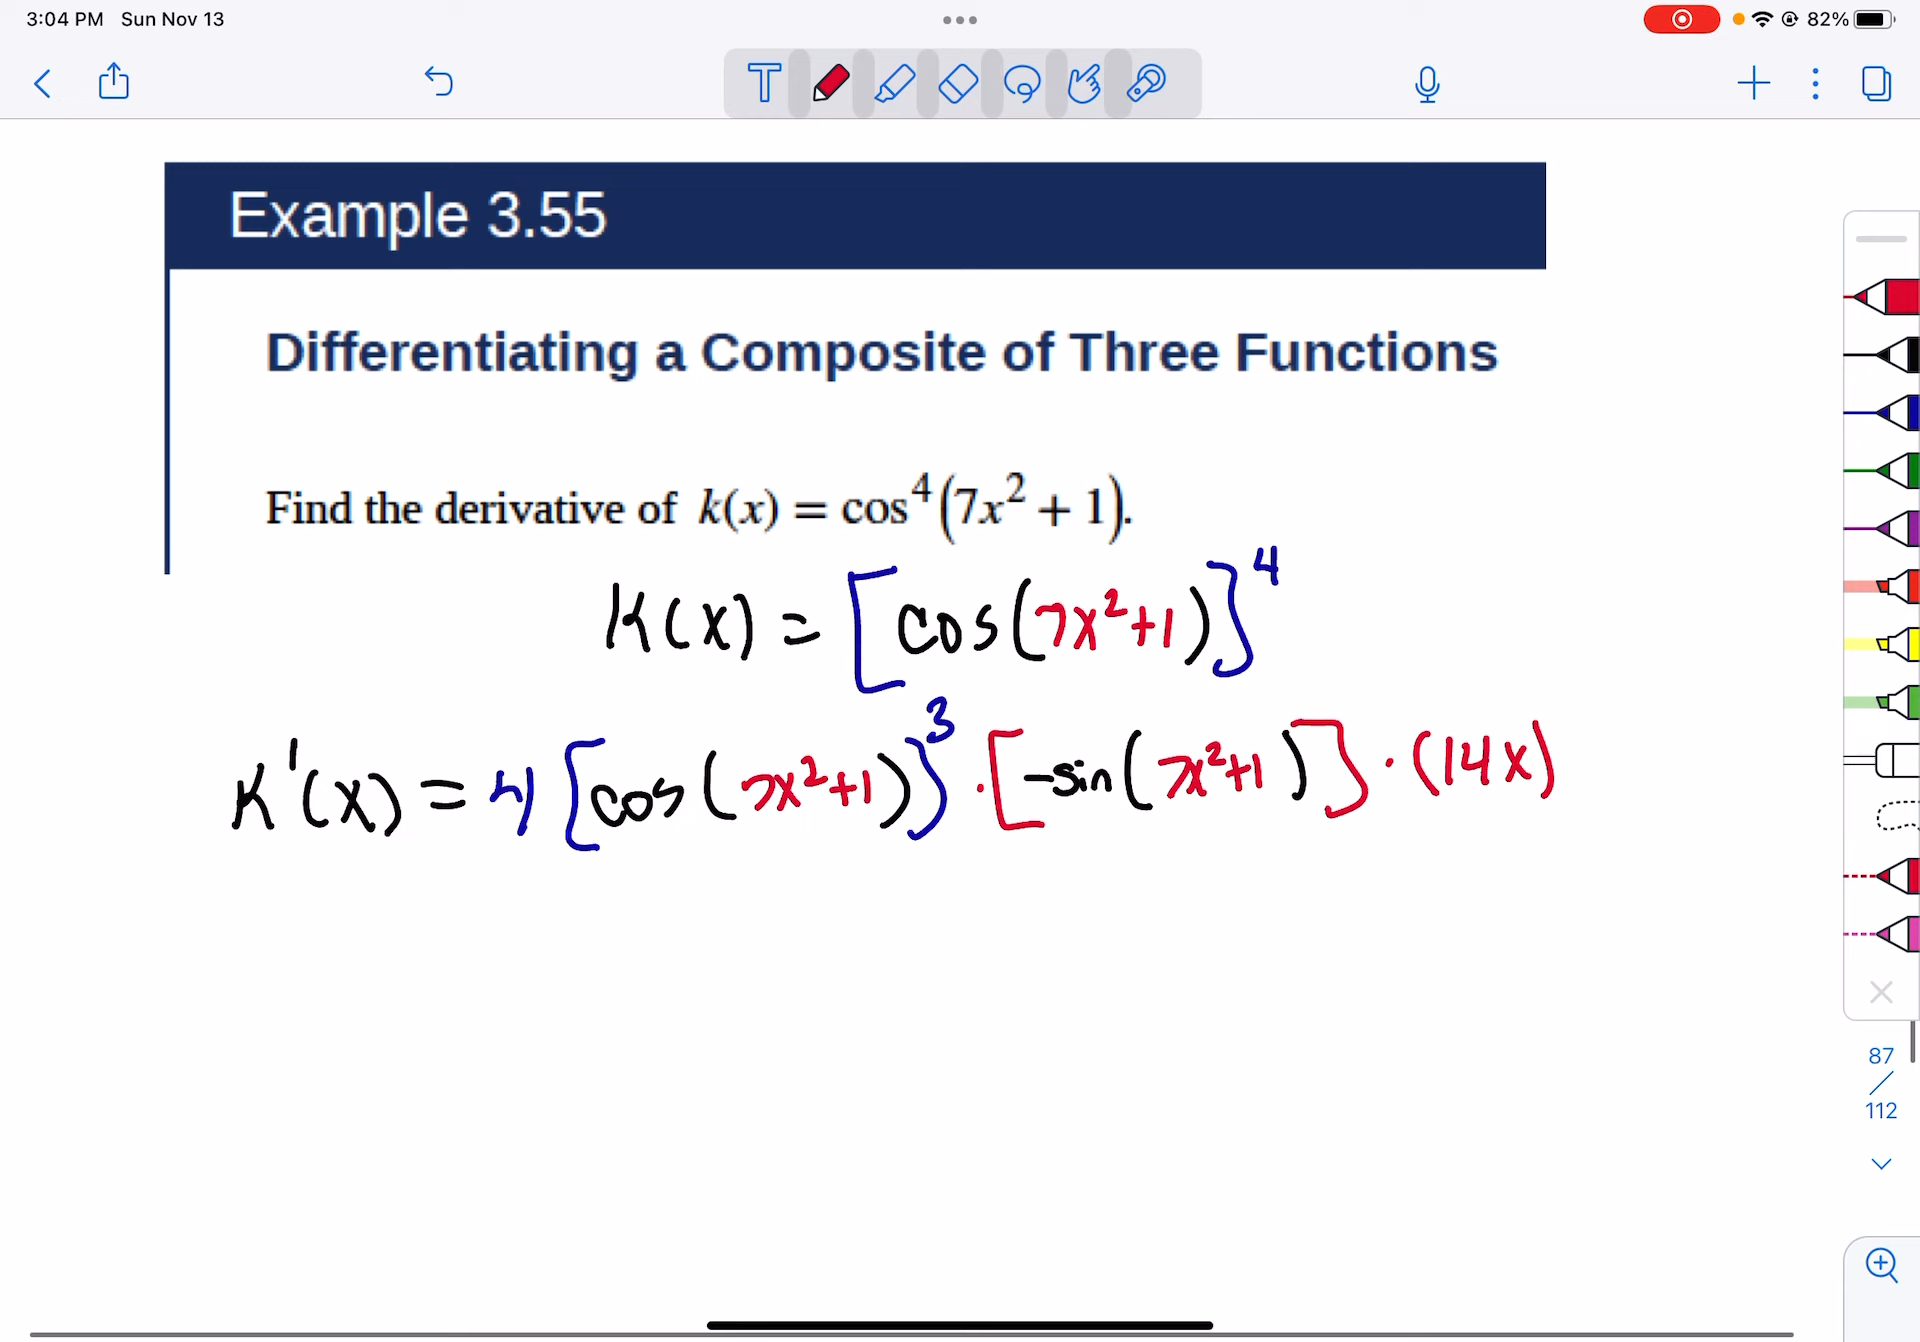 3:04 PM Sun Nov 13
82%
Example 3.55
Differentiating a Composite of Three Functions
Find the derivative of k(x) = cos⁴(7x² + 1).
K(x) = [cos(7x²+1)]⁴
K'(x) = 4[cos(7x²+1)]³ · [-sin(7x²+1)] · (14x)
87
/
112